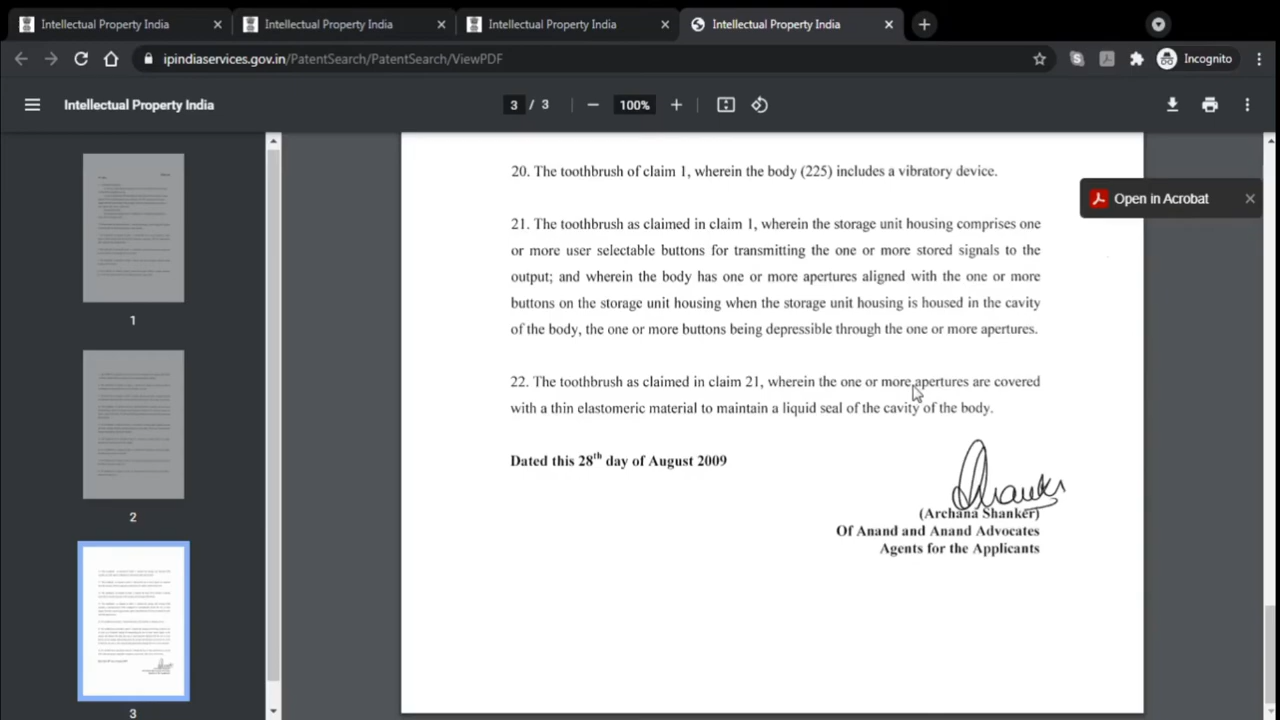 Intellectual Property India
Intellectual Property India
Intellectual Property India
Intellectual Property India
ipindiaservices.gov.in/PatentSearch/PatentSearch/ViewPDF
Incognito
Intellectual Property India
3 / 3
100%
Open in Acrobat
20. The toothbrush of claim 1, wherein the body (225) includes a vibratory device.
21. The toothbrush as claimed in claim 1, wherein the storage unit housing comprises one
or more user selectable buttons for transmitting the one or more stored signals to the
output; and wherein the body has one or more apertures aligned with the one or more
buttons on the storage unit housing when the storage unit housing is housed in the cavity
of the body, the one or more buttons being depressible through the one or more apertures.
22. The toothbrush as claimed in claim 21, wherein the one or more apertures are covered
with a thin elastomeric material to maintain a liquid seal of the cavity of the body.
Dated this 28th day of August 2009
Shanker
(Archana Shanker)
Of Anand and Anand Advocates
Agents for the Applicants
1
2
3